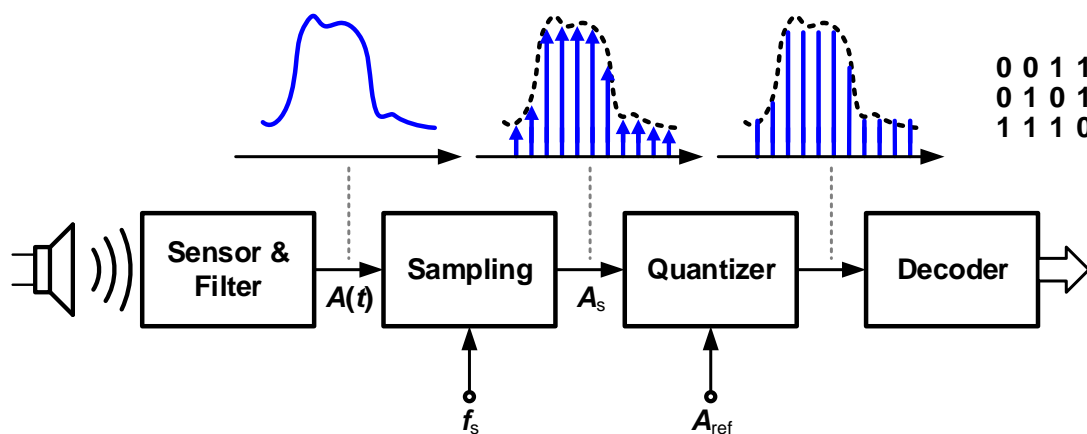 0 0 1 1
0 1 0 1
1 1 1 0
Sensor &
Filter
A(t)
Sampling
As
Quantizer
Decoder
fs
Aref